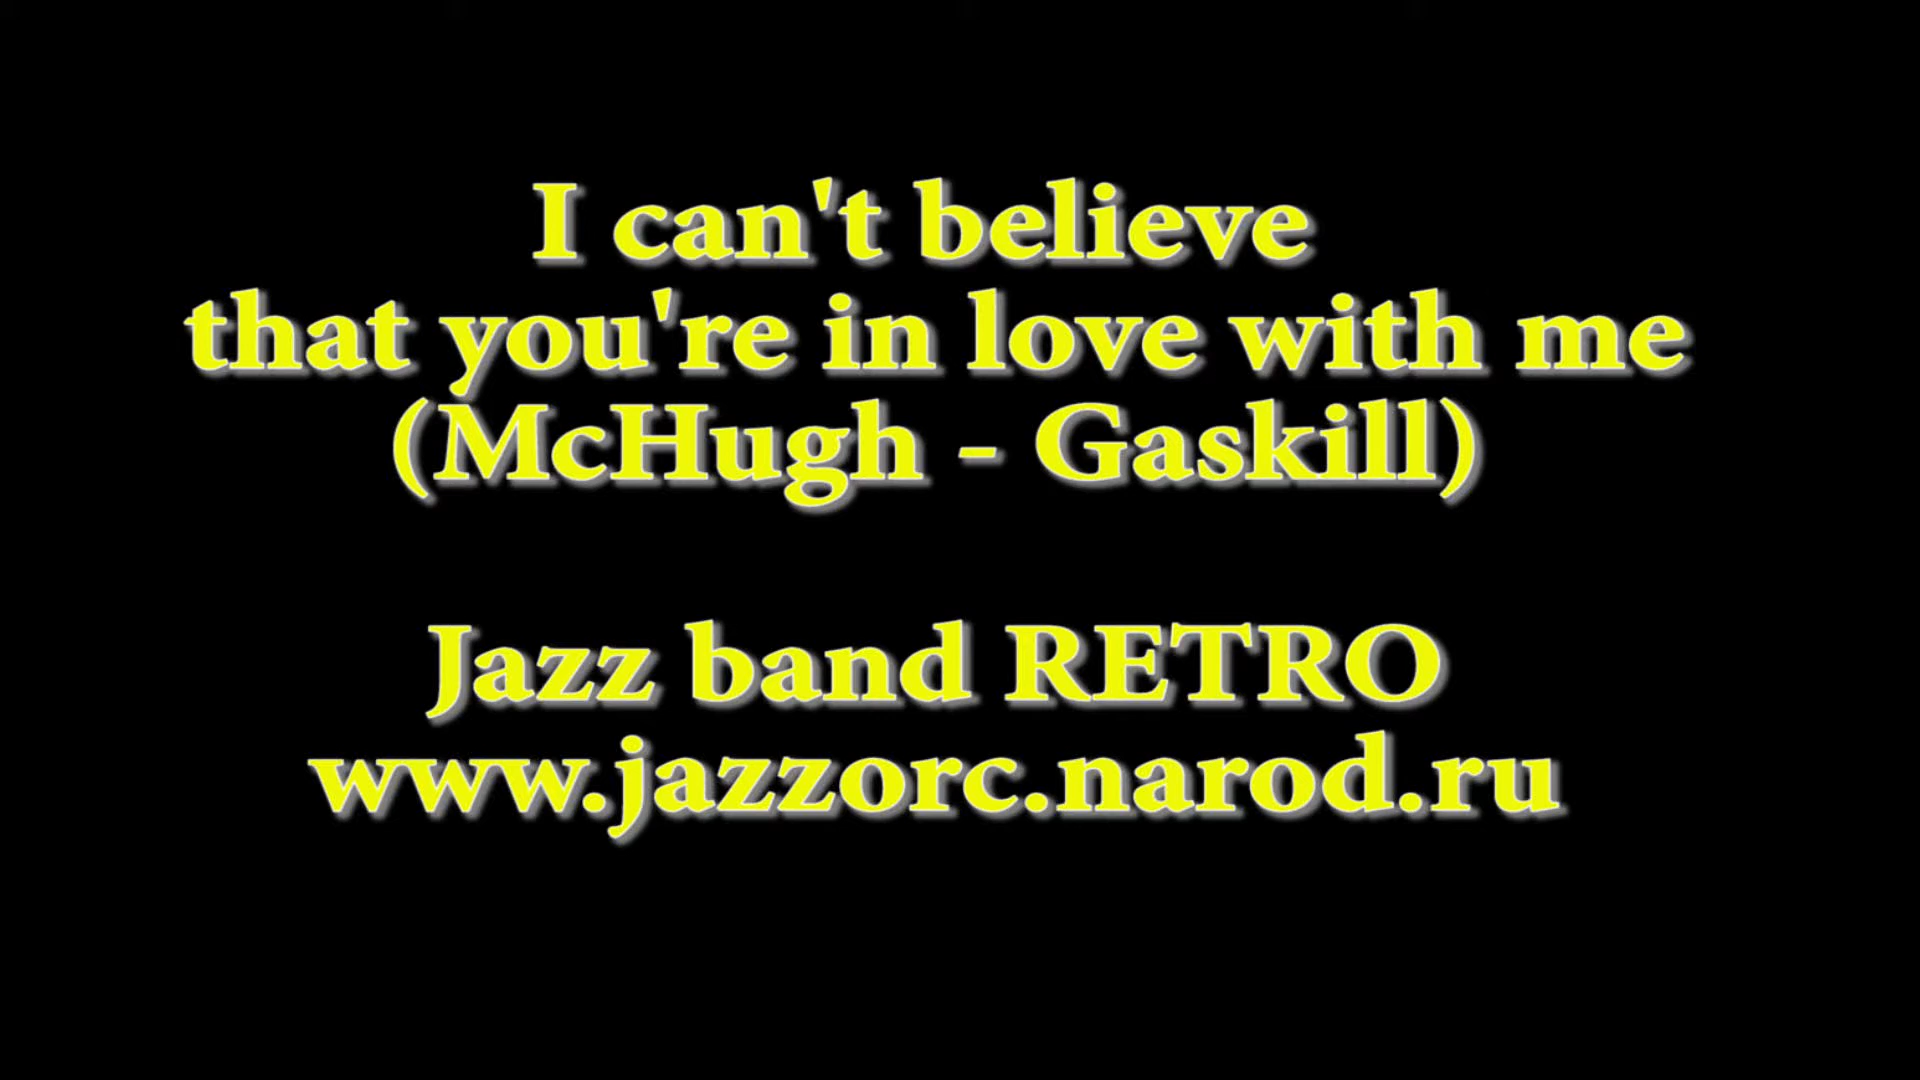 I can't believe
that you're in love with me
(McHugh - Gaskill)
Jazz band RETRO
www.jazzorc.narod.ru